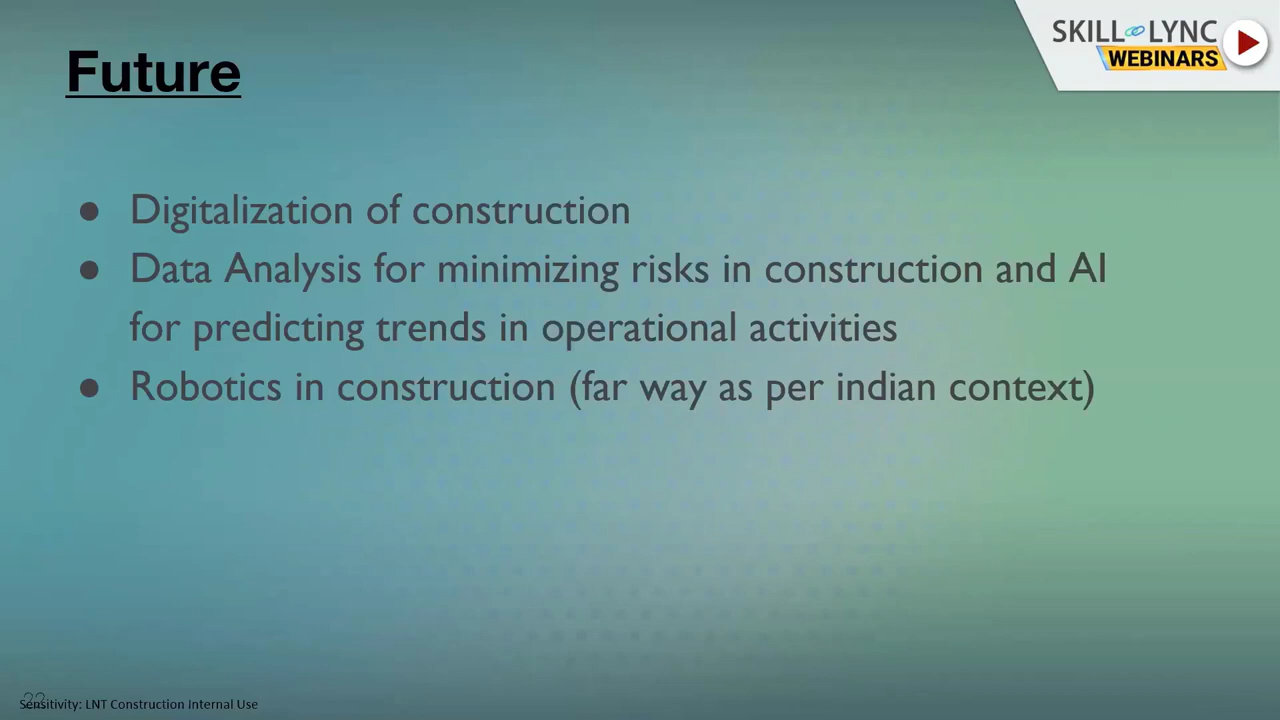 SKILL LYNC
WEBINARS
Future
● Digitalization of construction
● Data Analysis for minimizing risks in construction and AI
for predicting trends in operational activities
● Robotics in construction (far way as per indian context)
22
Sensitivity: LNT Construction Internal Use